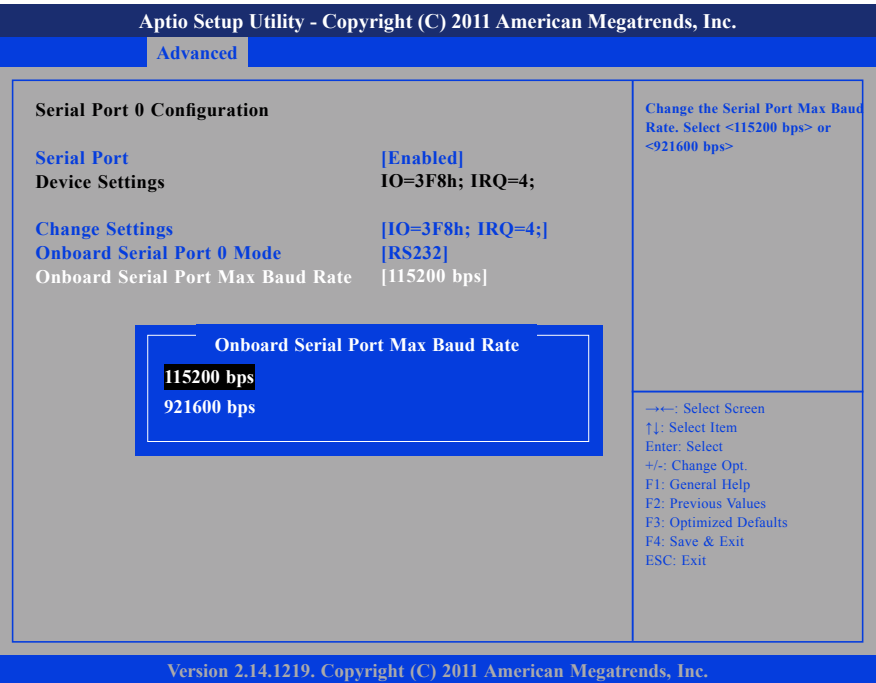 Aptio Setup Utility - Copyright (C) 2011 American Megatrends, Inc.
Advanced
Serial Port 0 Configuration
Serial Port [Enabled]
Device Settings IO=3F8h; IRQ=4;
Change Settings [IO=3F8h; IRQ=4;]
Onboard Serial Port 0 Mode [RS232]
Onboard Serial Port Max Baud Rate [115200 bps]
Onboard Serial Port Max Baud Rate
115200 bps
921600 bps
Change the Serial Port Max Baud
Rate. Select <115200 bps> or
<921600 bps>
→←: Select Screen
↑↓: Select Item
Enter: Select
+/-: Change Opt.
F1: General Help
F2: Previous Values
F3: Optimized Defaults
F4: Save & Exit
ESC: Exit
Version 2.14.1219. Copyright (C) 2011 American Megatrends, Inc.